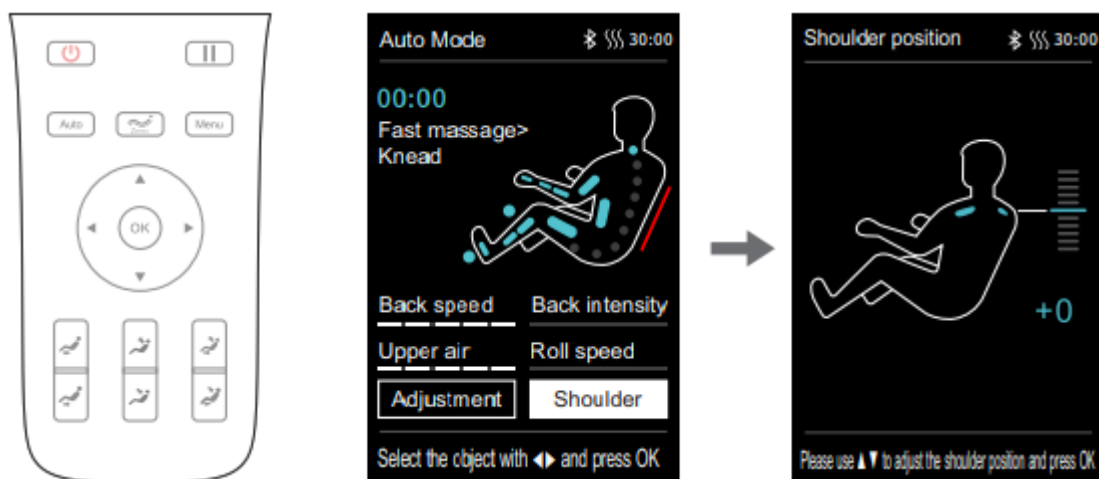 Auto
Zero
Menu
OK
Auto Mode 30:00
00:00
Fast massage>
Knead
Back speed Back intensity
Upper air Roll speed
Adjustment Shoulder
Select the object with ◀▶ and press OK
Shoulder position 30:00
+0
Please use ▲▼ to adjust the shoulder position and press OK